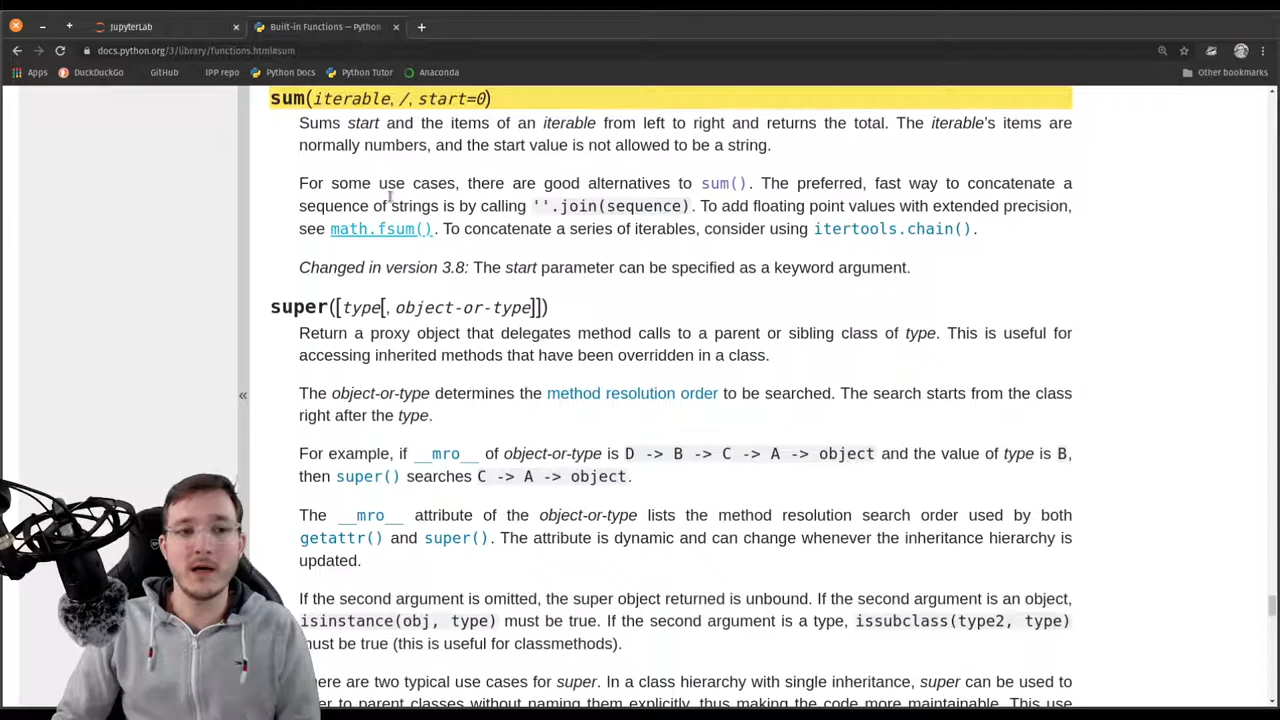 JupyterLab
Built-in Functions — Python
docs.python.org/3/library/functions.html#sum
Apps DuckDuckGo GitHub IPP repo Python Docs Python Tutor Anaconda Other bookmarks
sum(iterable, /, start=0)
Sums start and the items of an iterable from left to right and returns the total. The iterable's items are
normally numbers, and the start value is not allowed to be a string.
For some use cases, there are good alternatives to sum(). The preferred, fast way to concatenate a
sequence of strings is by calling ''.join(sequence). To add floating point values with extended precision,
see math.fsum(). To concatenate a series of iterables, consider using itertools.chain().
Changed in version 3.8: The start parameter can be specified as a keyword argument.
super([type[, object-or-type]])
Return a proxy object that delegates method calls to a parent or sibling class of type. This is useful for
accessing inherited methods that have been overridden in a class.
«
The object-or-type determines the method resolution order to be searched. The search starts from the class
right after the type.
For example, if __mro__ of object-or-type is D -> B -> C -> A -> object and the value of type is B,
then super() searches C -> A -> object.
The __mro__ attribute of the object-or-type lists the method resolution search order used by both
getattr() and super(). The attribute is dynamic and can change whenever the inheritance hierarchy is
updated.
If the second argument is omitted, the super object returned is unbound. If the second argument is an object,
isinstance(obj, type) must be true. If the second argument is a type, issubclass(type2, type)
must be true (this is useful for classmethods).
here are two typical use cases for super. In a class hierarchy with single inheritance, super can be used to
er to parent classes without naming them explicitly, thus making the code more maintainable. This use